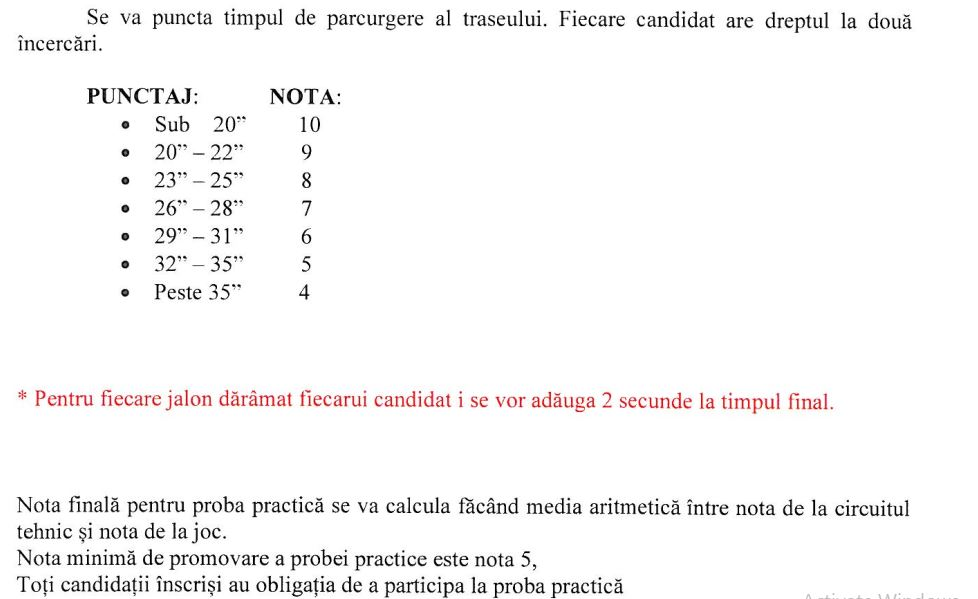 Se va puncta timpul de parcurgere al traseului. Fiecare candidat are dreptul la două
încercări.
PUNCTAJ: NOTA:
• Sub 20” 10
• 20” – 22” 9
• 23” – 25” 8
• 26” – 28” 7
• 29” – 31” 6
• 32” – 35” 5
• Peste 35” 4
* Pentru fiecare jalon dărâmat fiecarui candidat i se vor adăuga 2 secunde la timpul final.
Nota finală pentru proba practică se va calcula făcând media aritmetică între nota de la circuitul
tehnic și nota de la joc.
Nota minimă de promovare a probei practice este nota 5,
Toți candidații înscriși au obligația de a participa la proba practică